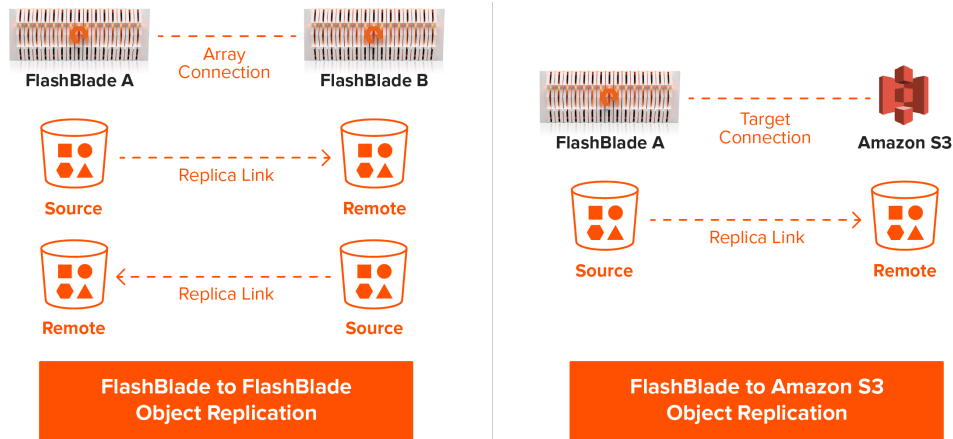 Array
Connection
FlashBlade A
FlashBlade B
Replica Link
Source
Remote
Replica Link
Remote
Source
FlashBlade to FlashBlade
Object Replication
Target
Connection
FlashBlade A
Amazon S3
Replica Link
Source
Remote
FlashBlade to Amazon S3
Object Replication